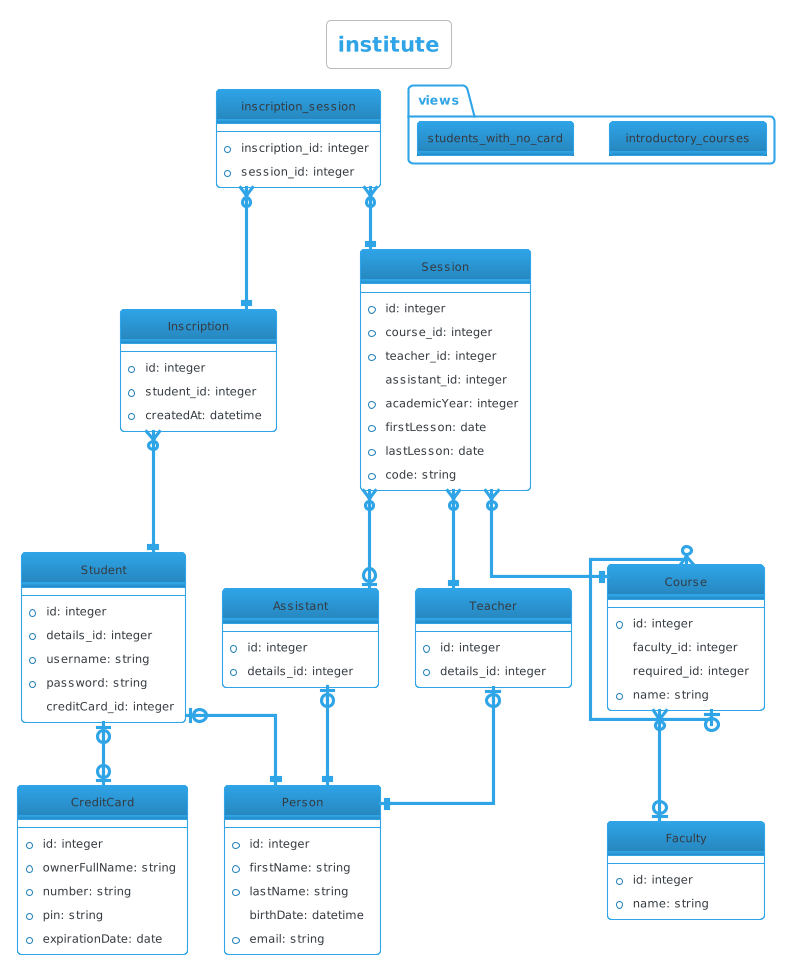 institute
views
students_with_no_card
introductory_courses
inscription_session
inscription_id: integer
session_id: integer
Session
id: integer
course_id: integer
teacher_id: integer
assistant_id: integer
academicYear: integer
firstLesson: date
lastLesson: date
code: string
Inscription
id: integer
student_id: integer
createdAt: datetime
Student
id: integer
details_id: integer
username: string
password: string
creditCard_id: integer
Assistant
id: integer
details_id: integer
Teacher
id: integer
details_id: integer
Course
id: integer
faculty_id: integer
required_id: integer
name: string
CreditCard
id: integer
ownerFullName: string
number: string
pin: string
expirationDate: date
Person
id: integer
firstName: string
lastName: string
birthDate: datetime
email: string
Faculty
id: integer
name: string